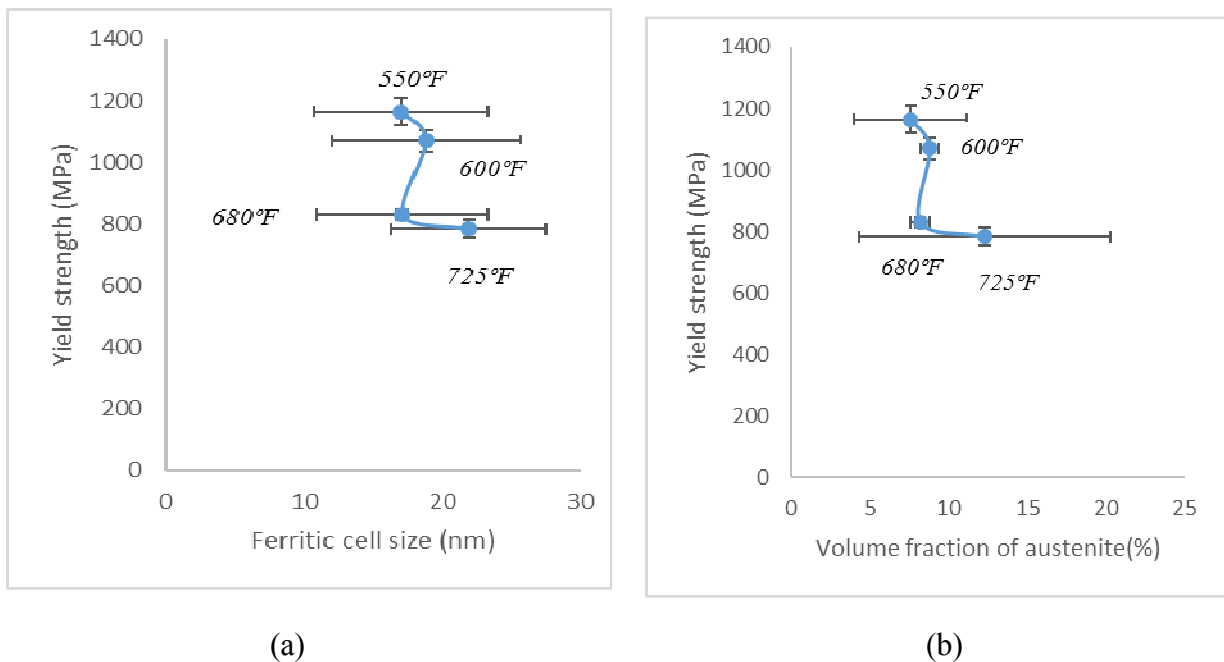 1400
1200
1000
800
600
400
200
0
Yield strength (MPa)
550°F
600°F
680°F
725°F
0 10 20 30
Ferritic cell size (nm)
(a)
1400
1200
1000
800
600
400
200
0
Yield strength (MPa)
550°F
600°F
680°F
725°F
0 5 10 15 20 25
Volume fraction of austenite(%)
(b)